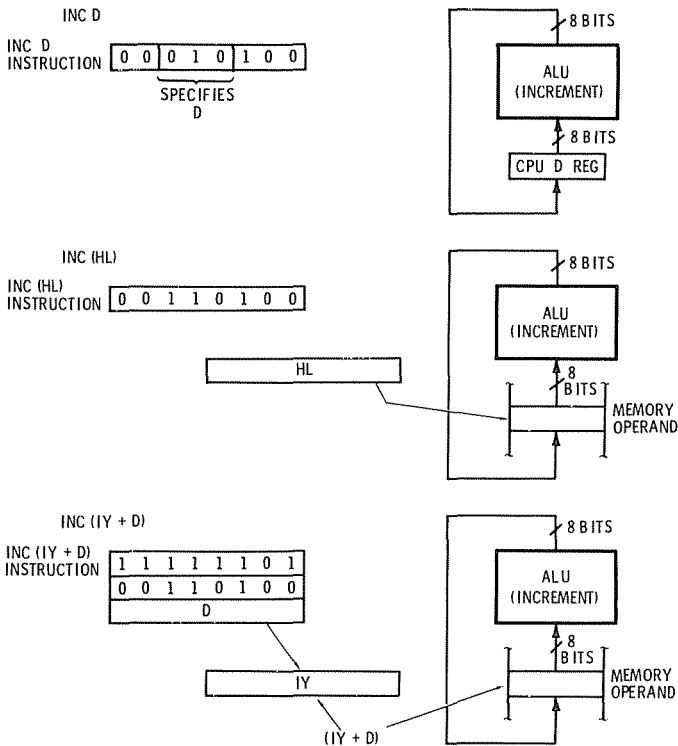 INC D
INC D
INSTRUCTION
0 0 0 1 0 1 0 0
SPECIFIES
D
8 BITS
ALU
(INCREMENT)
8 BITS
CPU D REG
INC (HL)
INC (HL)
INSTRUCTION
0 0 1 1 0 1 0 0
HL
8 BITS
ALU
(INCREMENT)
8
BITS
MEMORY
OPERAND
INC (IY + D)
INC (IY + D)
INSTRUCTION
1 1 1 1 1 1 0 1
0 0 1 1 0 1 0 0
D
IY
(IY + D)
8 BITS
ALU
(INCREMENT)
8
BITS
MEMORY
OPERAND